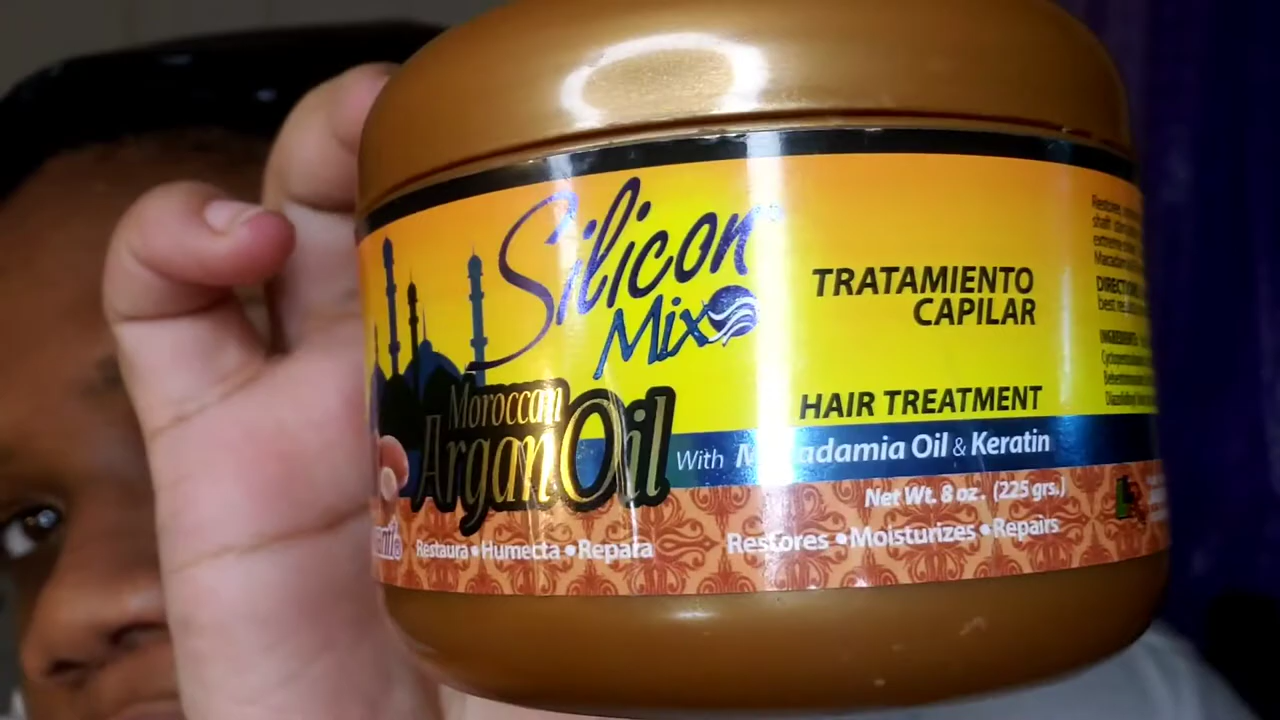 Silicon
Mix
Moroccan
Argan Oil
TRATAMIENTO
CAPILAR
HAIR TREATMENT
With Macadamia Oil & Keratin
Net Wt. 8 oz. (225 grs.)
Restaura • Humecta • Repara
Restores • Moisturizes • Repairs